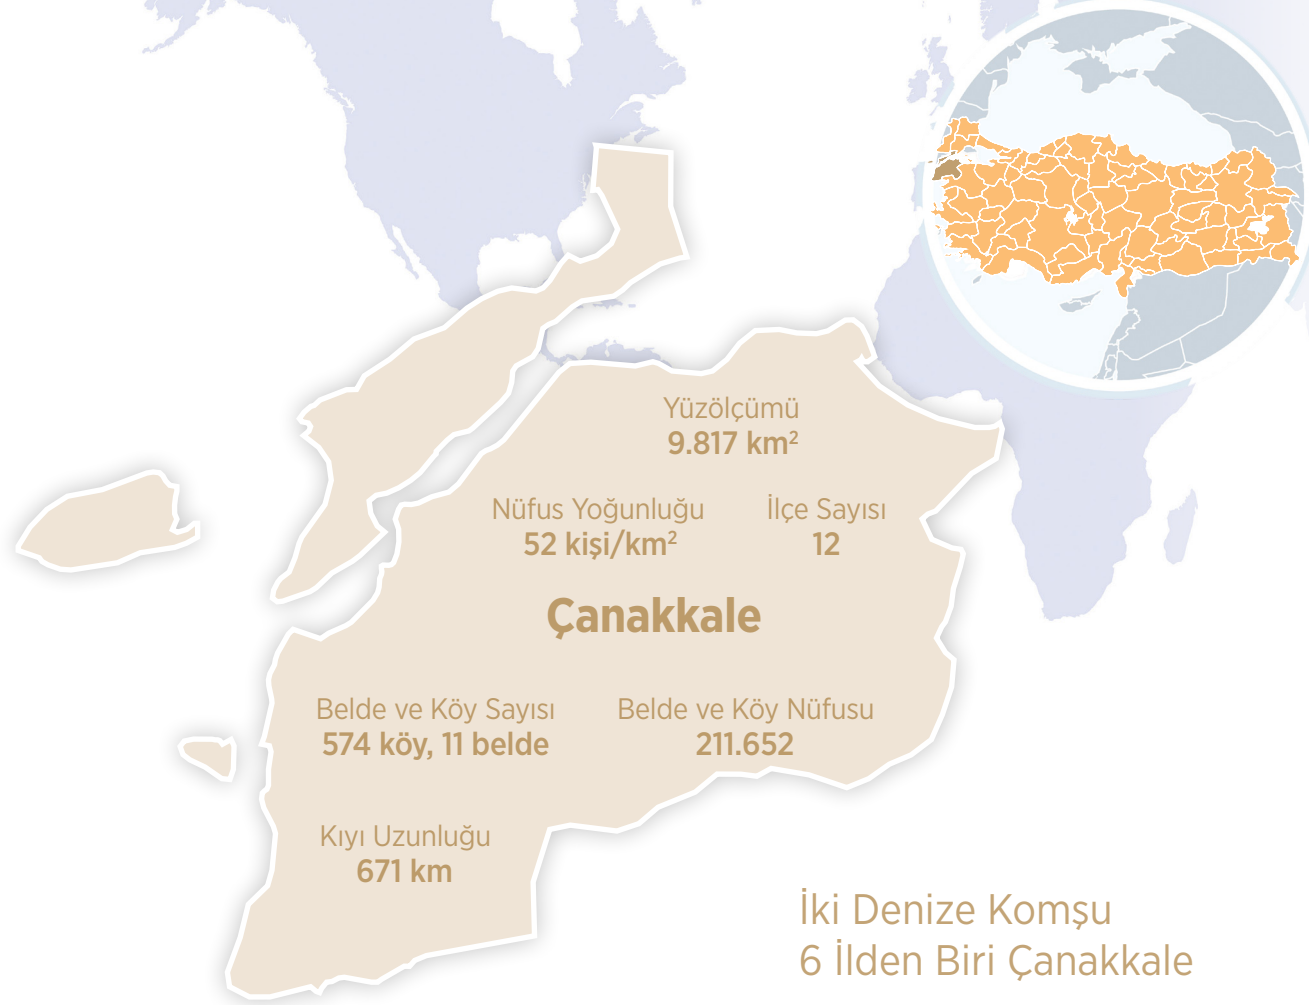 Yüzölçümü
9.817 km²
Nüfus Yoğunluğu
52 kişi/km²
İlçe Sayısı
12
Çanakkale
Belde ve Köy Sayısı
574 köy, 11 belde
Belde ve Köy Nüfusu
211.652
Kıyı Uzunluğu
671 km
İki Denize Komşu
6 İlden Biri Çanakkale